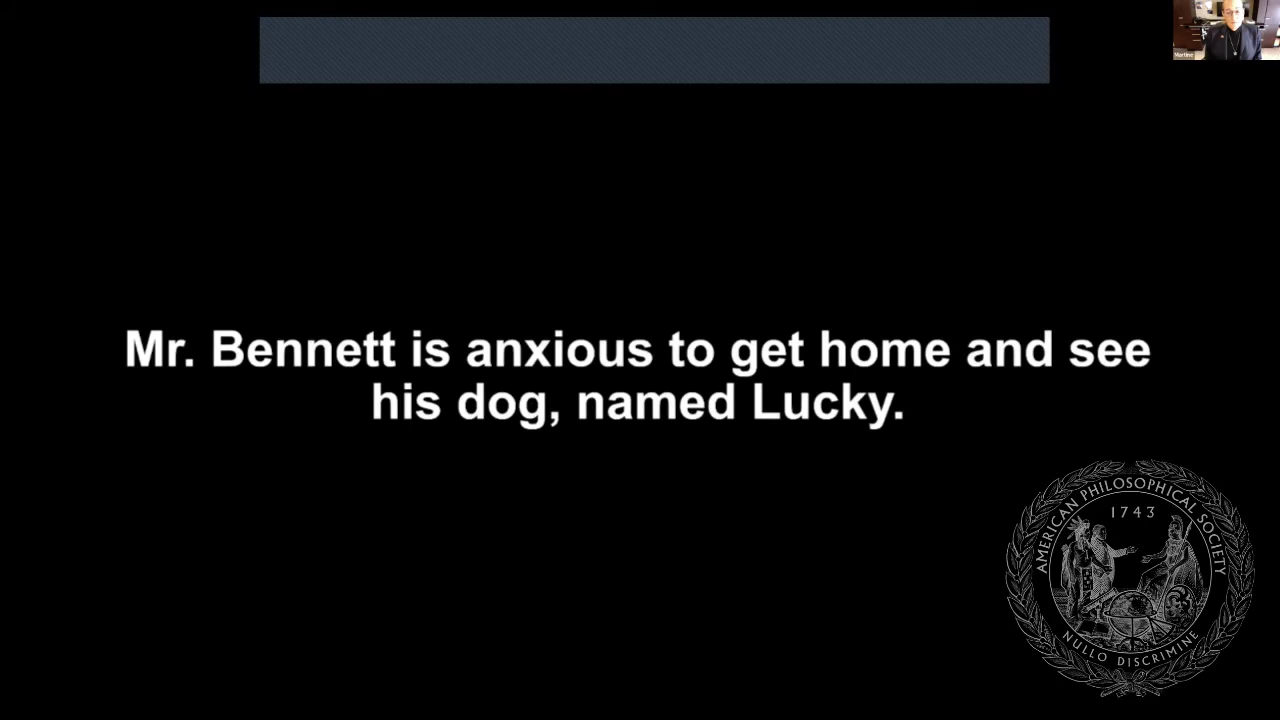 Martine
Mr. Bennett is anxious to get home and see
his dog, named Lucky.
AMERICAN PHILOSOPHICAL SOCIETY
1743
NULLO DISCRIMINE